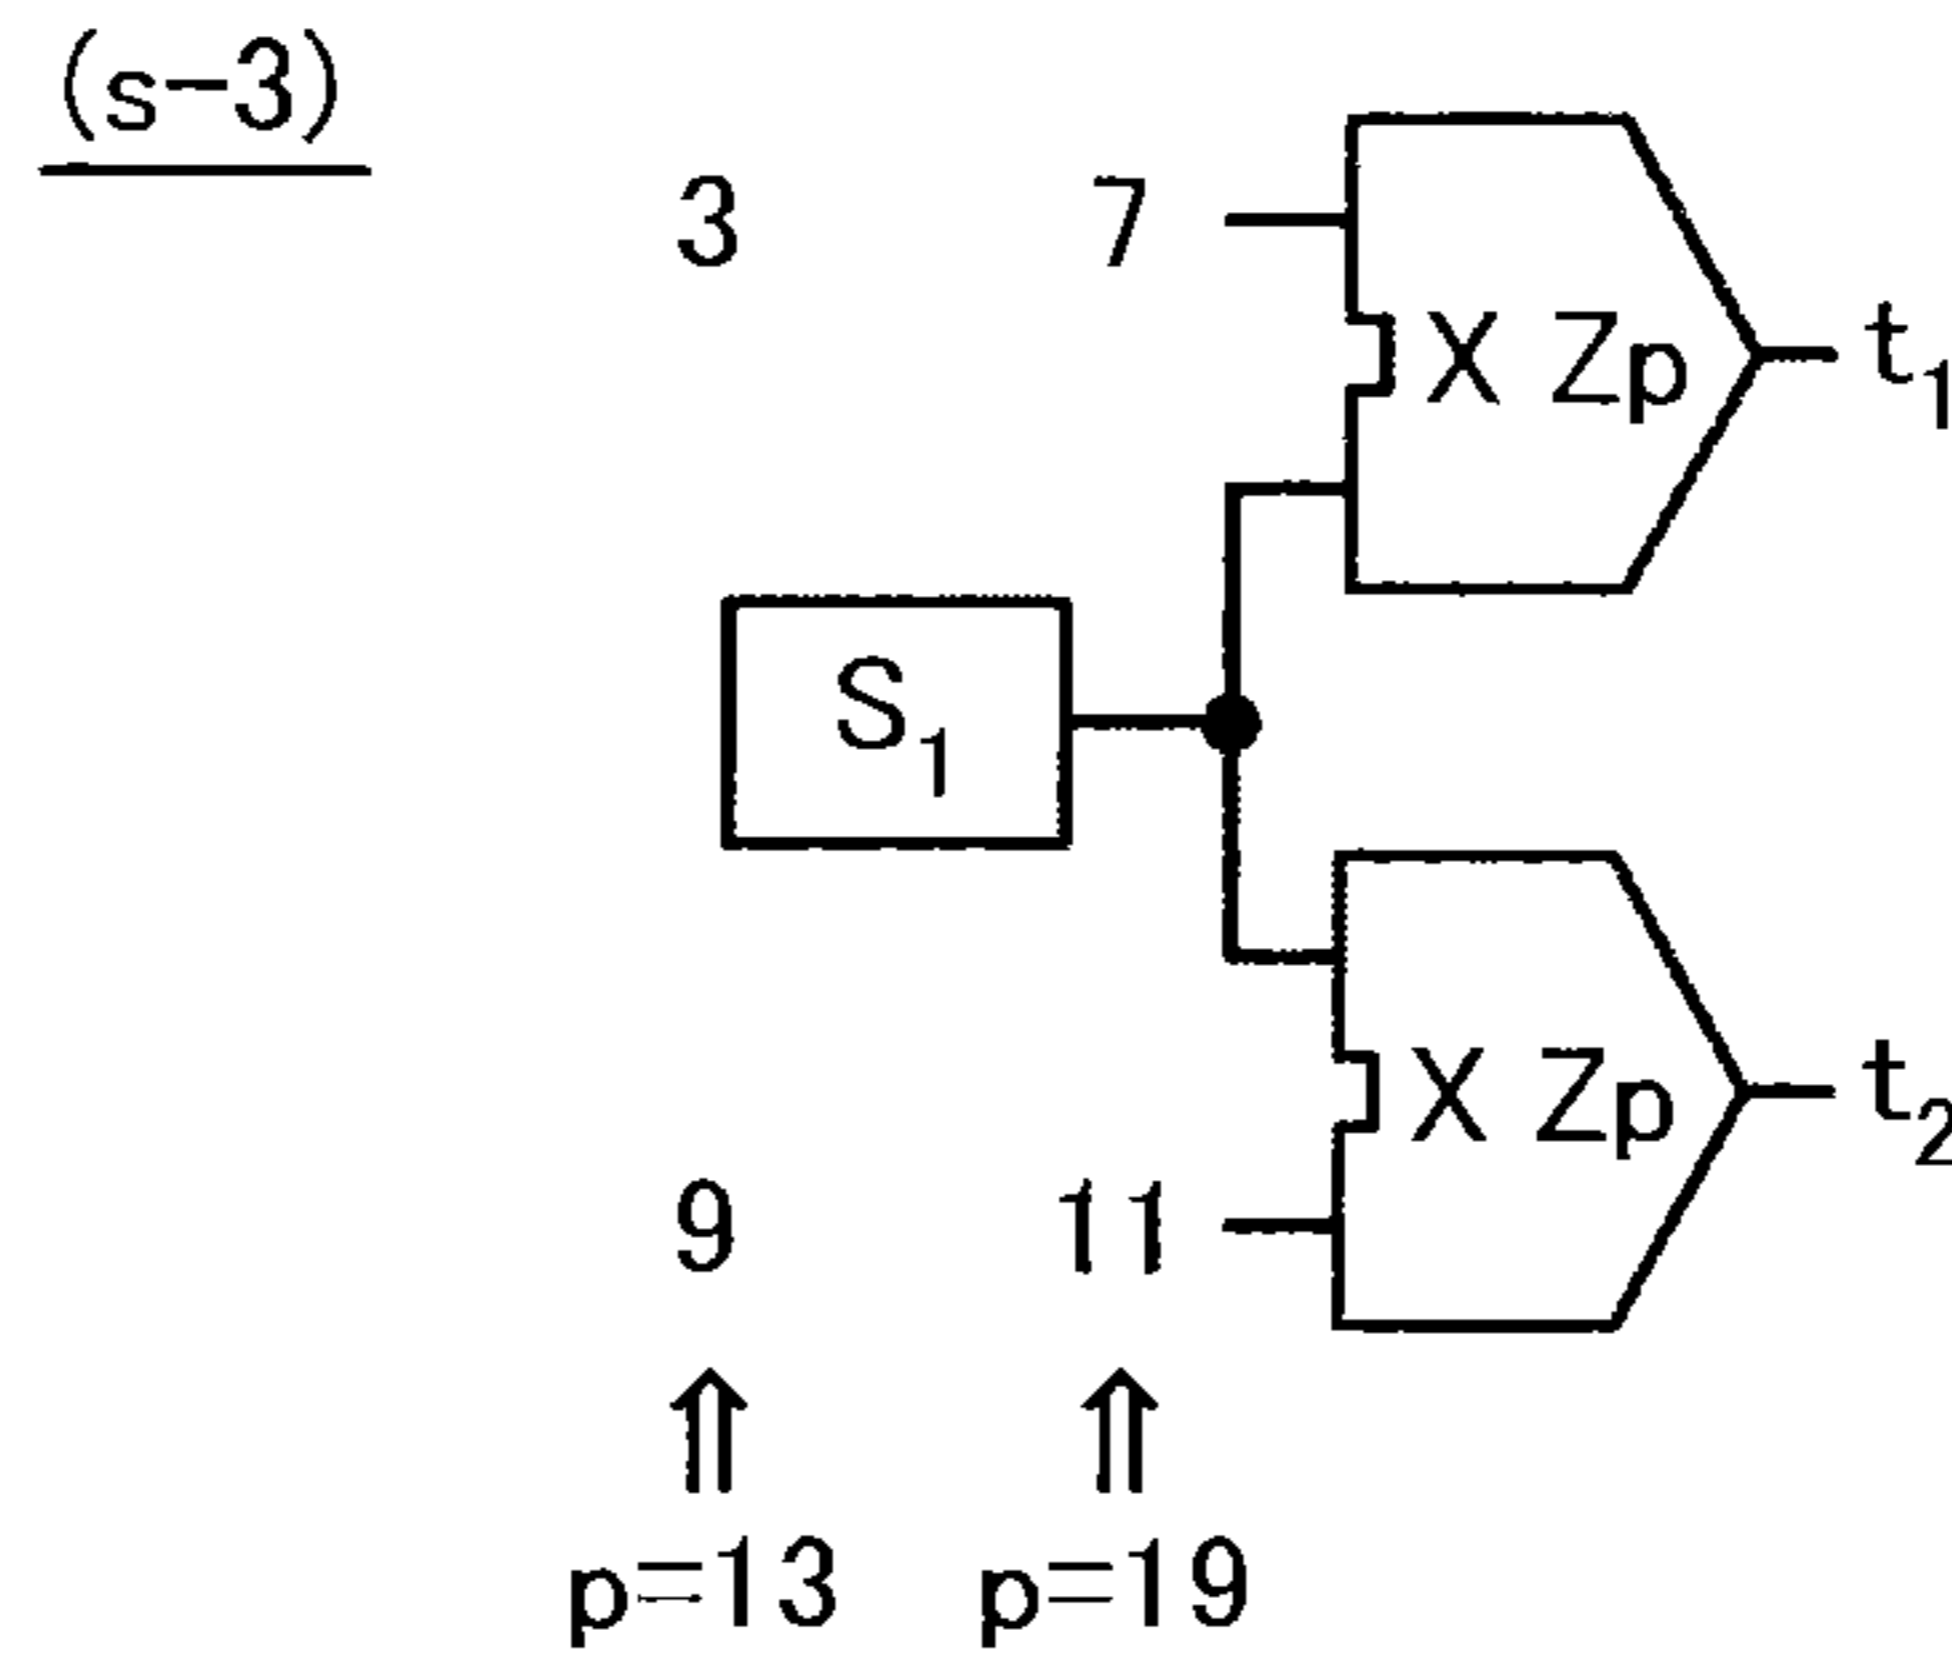 (s-3)
3 7
X Zp t1
S1
X Zp t2
9 11
⇑ ⇑
p=13 p=19